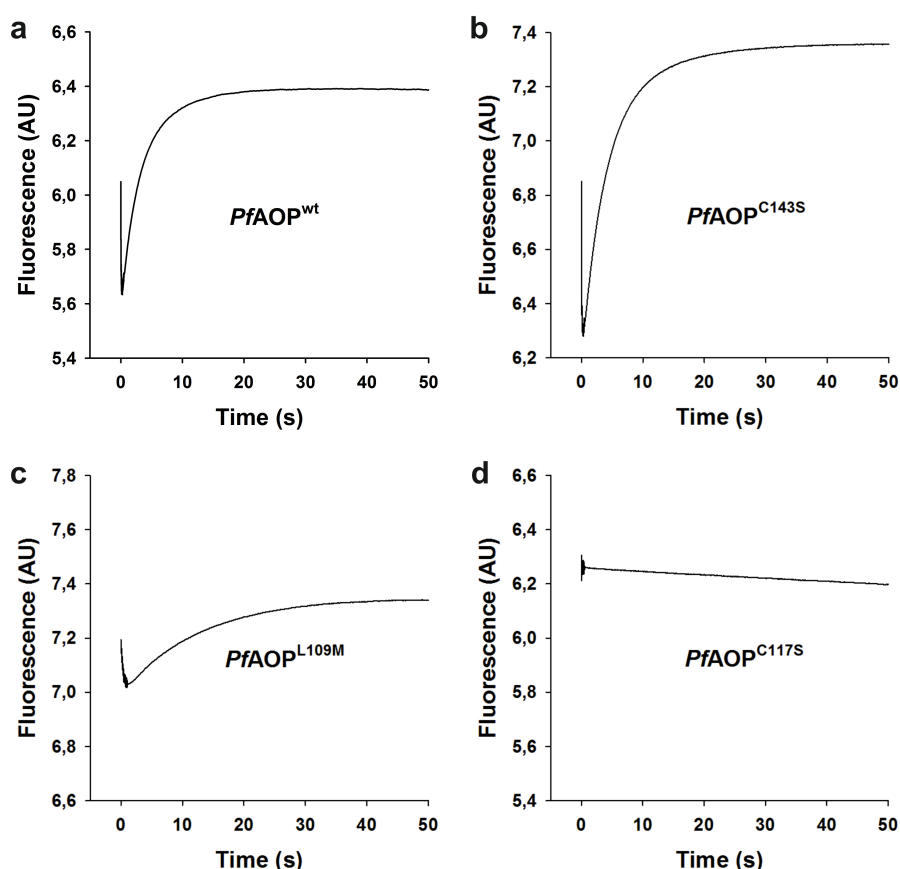 a
6,6
6,4
6,2
6,0
5,8
5,6
5,4
Fluorescence (AU)
PfAOPwt
0 10 20 30 40 50
Time (s)
b
7,4
7,2
7,0
6,8
6,6
6,4
6,2
Fluorescence (AU)
PfAOPC143S
0 10 20 30 40 50
Time (s)
c
7,8
7,6
7,4
7,2
7,0
6,8
6,6
Fluorescence (AU)
PfAOPL109M
0 10 20 30 40 50
Time (s)
d
6,6
6,4
6,2
6,0
5,8
5,6
5,4
Fluorescence (AU)
PfAOPC117S
0 10 20 30 40 50
Time (s)